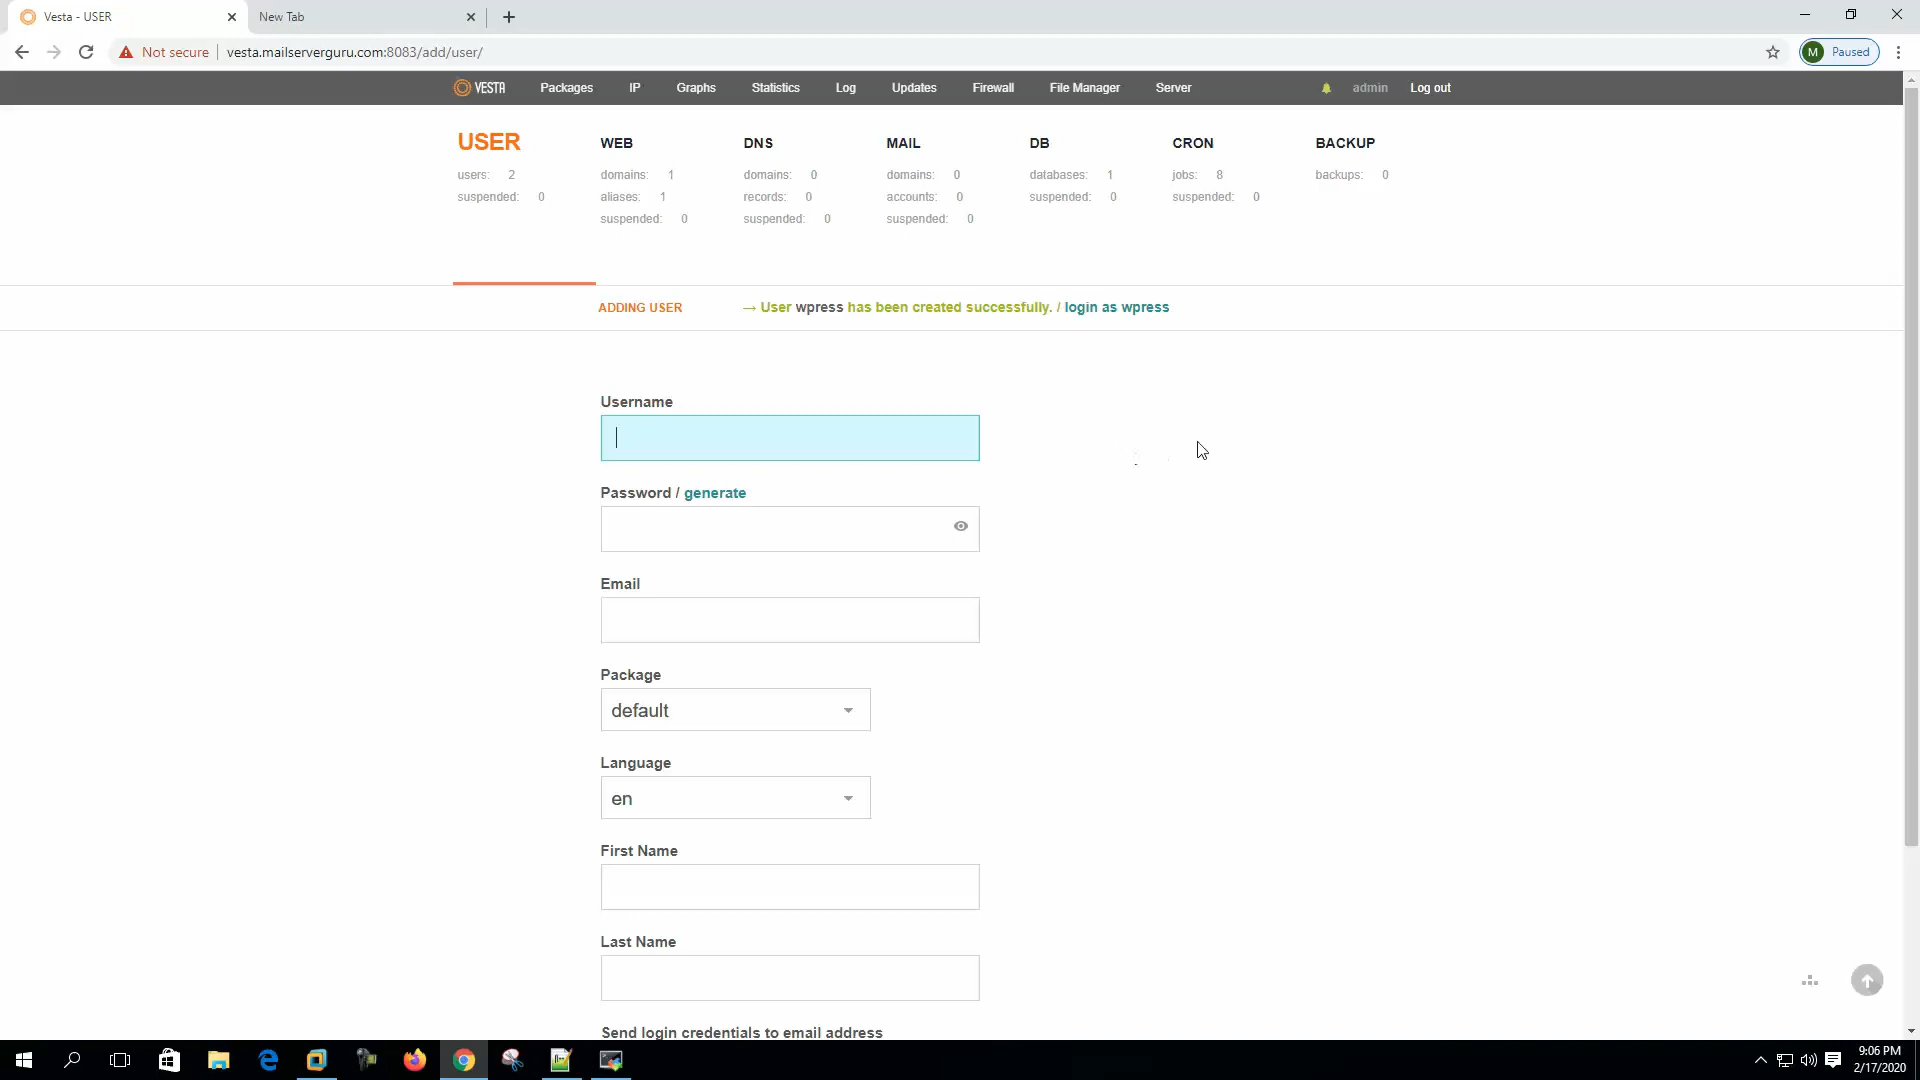 Vesta - USER
New Tab
Not secure
vesta.mailserverguru.com:8083/add/user/
M Paused
VESTA Packages IP Graphs Statistics Log Updates Firewall File Manager Server admin Log out
USER WEB DNS MAIL DB CRON BACKUP
users: 2 domains: 1 domains: 0 domains: 0 databases: 1 jobs: 8 backups: 0
suspended: 0 aliases: 1 records: 0 accounts: 0 suspended: 0 suspended: 0
suspended: 0 suspended: 0 suspended: 0
ADDING USER → User wpress has been created successfully. / login as wpress
Username
Password / generate
Email
Package
default
Language
en
First Name
Last Name
Send login credentials to email address
9:06 PM
2/17/2020